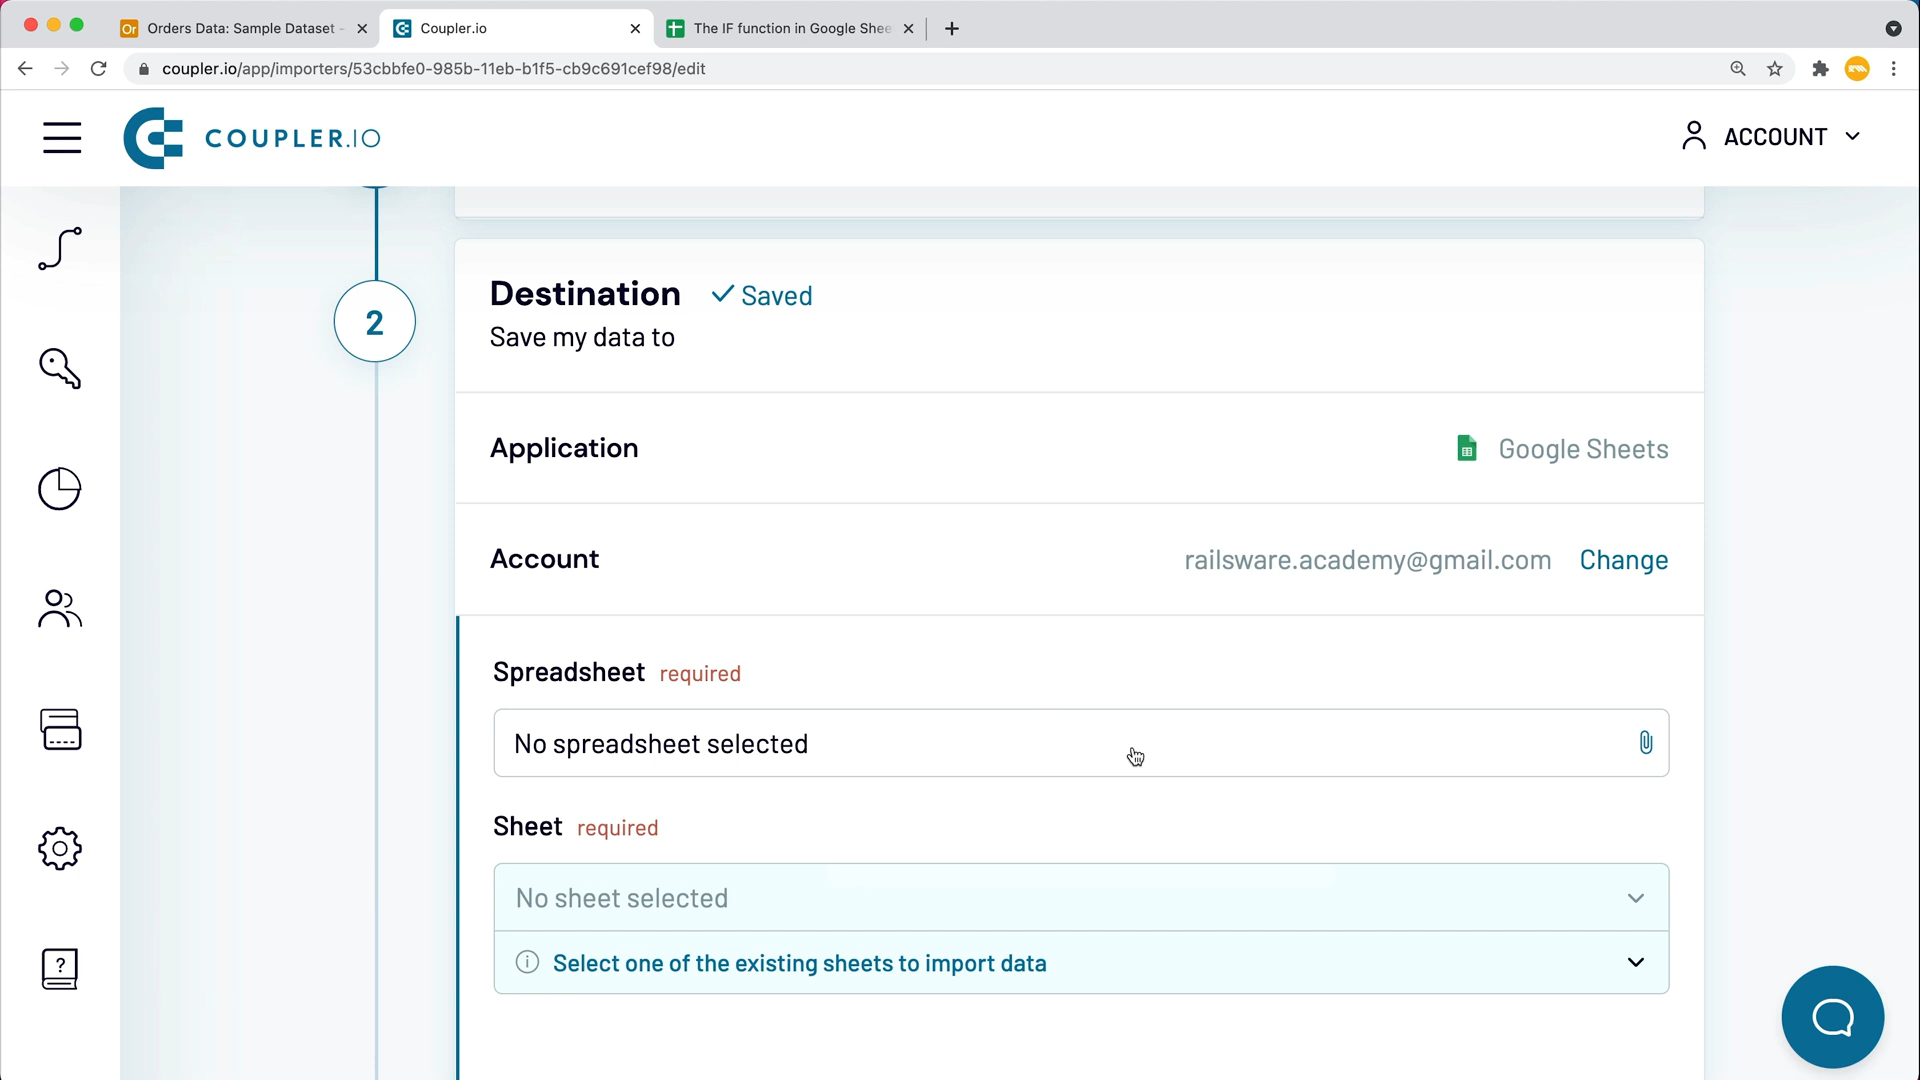 Or Orders Data: Sample Dataset -
Coupler.io
The IF function in Google Shee
coupler.io/app/importers/53cbbfe0-985b-11eb-b1f5-cb9c691cef98/edit
COUPLER.IO
ACCOUNT
2
Destination
Saved
Save my data to
Application
Google Sheets
Account
railsware.academy@gmail.com
Change
Spreadsheet required
No spreadsheet selected
Sheet required
No sheet selected
Select one of the existing sheets to import data